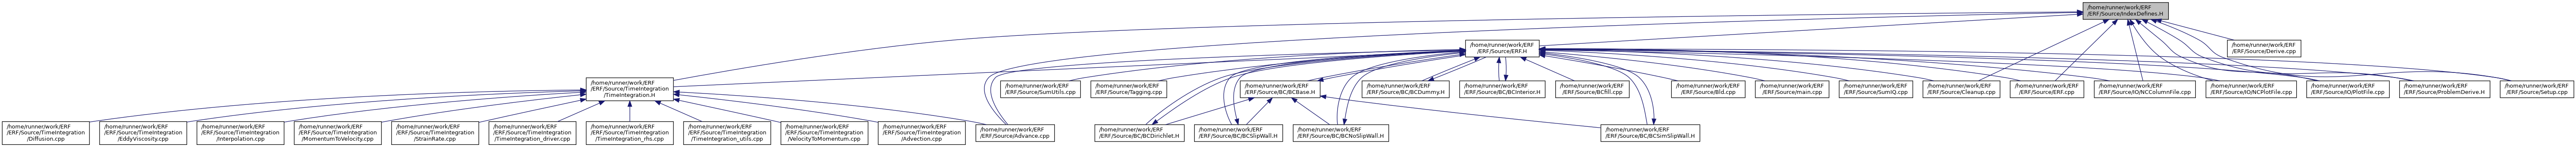 /home/runner/work/ERF
/ERF/Source/IndexDefines.H
/home/runner/work/ERF
/ERF/Source/ERF.H
/home/runner/work/ERF
/ERF/Source/Derive.cpp
/home/runner/work/ERF
/ERF/Source/TimeIntegration
/TimeIntegration.H
/home/runner/work/ERF
/ERF/Source/SumUtils.cpp
/home/runner/work/ERF
/ERF/Source/Tagging.cpp
/home/runner/work/ERF
/ERF/Source/BC/BCBase.H
/home/runner/work/ERF
/ERF/Source/BC/BCDummy.H
/home/runner/work/ERF
/ERF/Source/BC/BCInterior.H
/home/runner/work/ERF
/ERF/Source/BCfill.cpp
/home/runner/work/ERF
/ERF/Source/Bld.cpp
/home/runner/work/ERF
/ERF/Source/main.cpp
/home/runner/work/ERF
/ERF/Source/SumIQ.cpp
/home/runner/work/ERF
/ERF/Source/Cleanup.cpp
/home/runner/work/ERF
/ERF/Source/ERF.cpp
/home/runner/work/ERF
/ERF/Source/IO/NCColumnFile.cpp
/home/runner/work/ERF
/ERF/Source/IO/NCPlotFile.cpp
/home/runner/work/ERF
/ERF/Source/IO/PlotFile.cpp
/home/runner/work/ERF
/ERF/Source/ProblemDerive.H
/home/runner/work/ERF
/ERF/Source/Setup.cpp
/home/runner/work/ERF
/ERF/Source/TimeIntegration
/Diffusion.cpp
/home/runner/work/ERF
/ERF/Source/TimeIntegration
/EddyViscosity.cpp
/home/runner/work/ERF
/ERF/Source/TimeIntegration
/Interpolation.cpp
/home/runner/work/ERF
/ERF/Source/TimeIntegration
/MomentumToVelocity.cpp
/home/runner/work/ERF
/ERF/Source/TimeIntegration
/StrainRate.cpp
/home/runner/work/ERF
/ERF/Source/TimeIntegration
/TimeIntegration_driver.cpp
/home/runner/work/ERF
/ERF/Source/TimeIntegration
/TimeIntegration_rhs.cpp
/home/runner/work/ERF
/ERF/Source/TimeIntegration
/TimeIntegration_utils.cpp
/home/runner/work/ERF
/ERF/Source/TimeIntegration
/VelocityToMomentum.cpp
/home/runner/work/ERF
/ERF/Source/TimeIntegration
/Advection.cpp
/home/runner/work/ERF
/ERF/Source/Advance.cpp
/home/runner/work/ERF
/ERF/Source/BC/BCDirichlet.H
/home/runner/work/ERF
/ERF/Source/BC/BCSlipWall.H
/home/runner/work/ERF
/ERF/Source/BC/BCNoSlipWall.H
/home/runner/work/ERF
/ERF/Source/BC/BCSimSlipWall.H